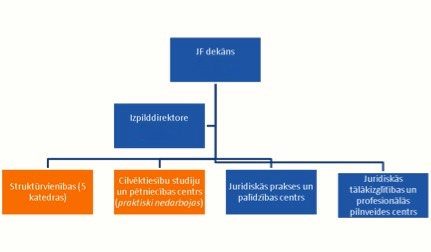 JF dekāns
Izpilddirektore
Struktūrvienības (5
katedras)
Cilvēktiesību studiju
un pētniecības centrs
(praktiski nedarbojas)
Juridiskās prakses un
palīdzības centrs
Juridiskās
tālākizglītības un
profesionālās
pilnveides centrs